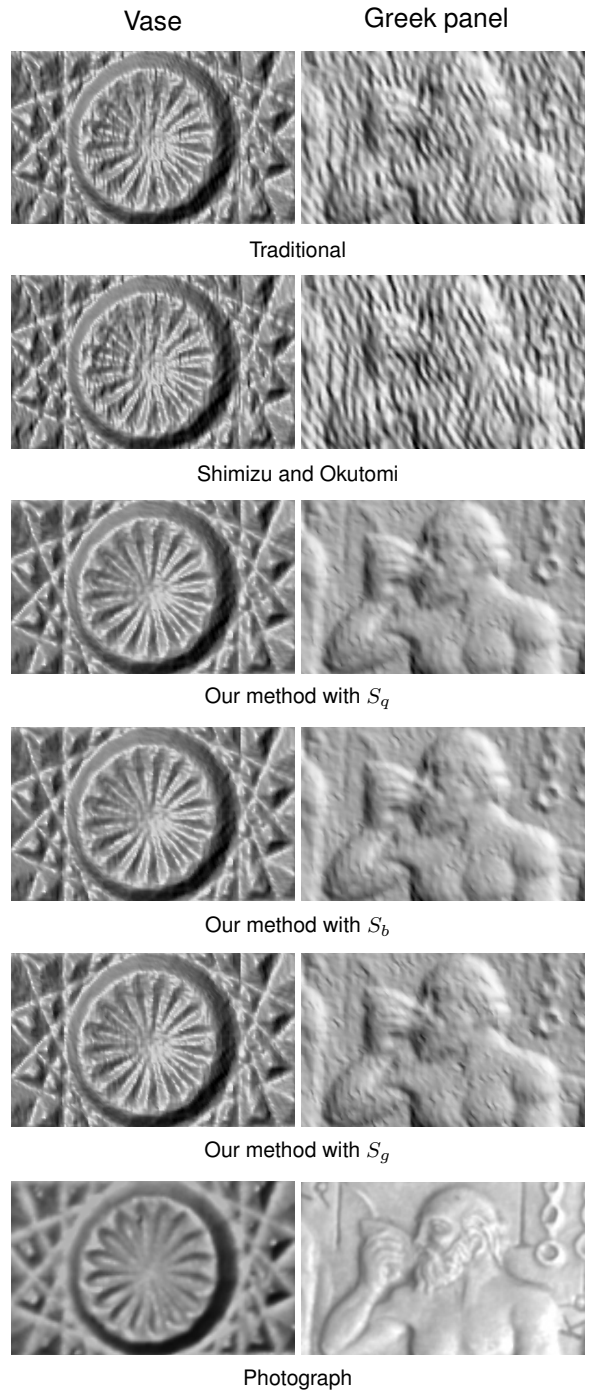 Vase Greek panel
Traditional
Shimizu and Okutomi
Our method with S_q
Our method with S_b
Our method with S_g
Photograph